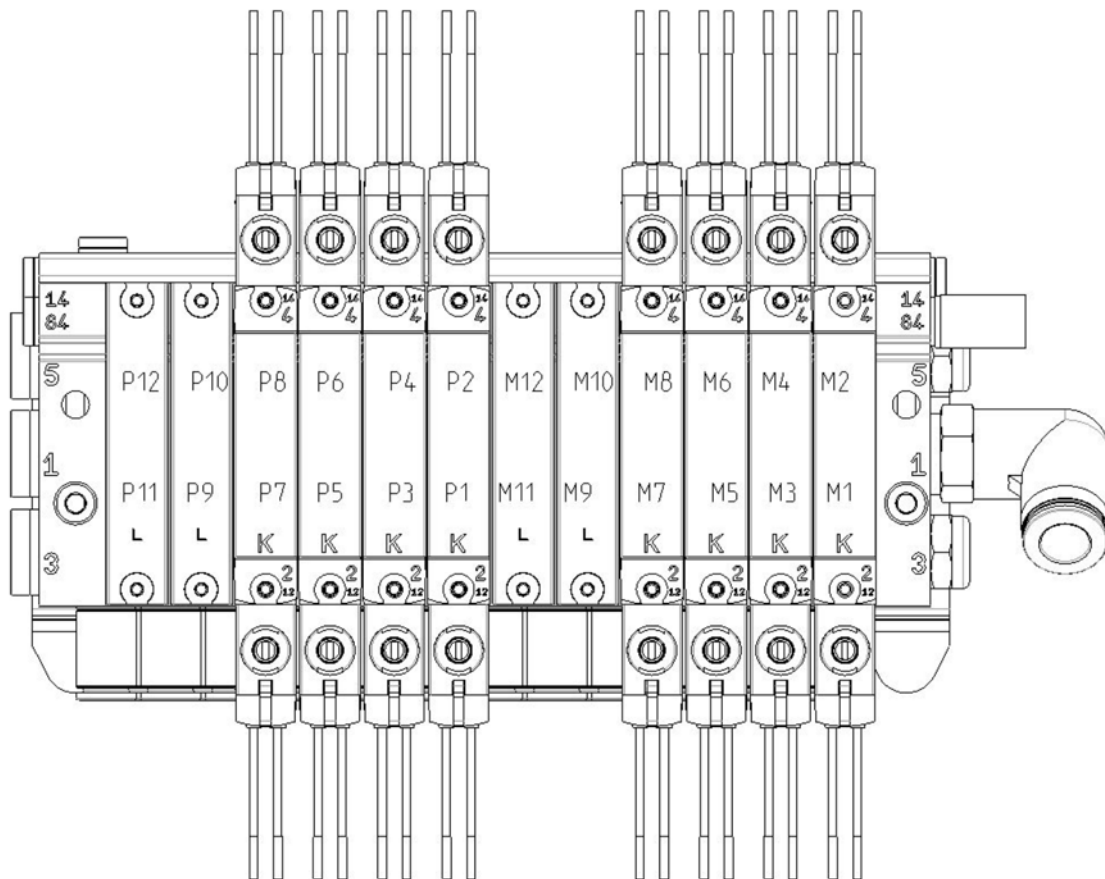 14 14 14 14 14 14 14 14 14 14
84 4 4 4 4 4 4 4 4 84
5 P12 P10 P8 P6 P4 P2 M12 M10 M8 M6 M4 M2 5
1 1
P11 P9 P7 P5 P3 P1 M11 M9 M7 M5 M3 M1
L L K K K K L L K K K K
3 2 2 2 2 2 2 2 2 3
12 12 12 12 12 12 12 12